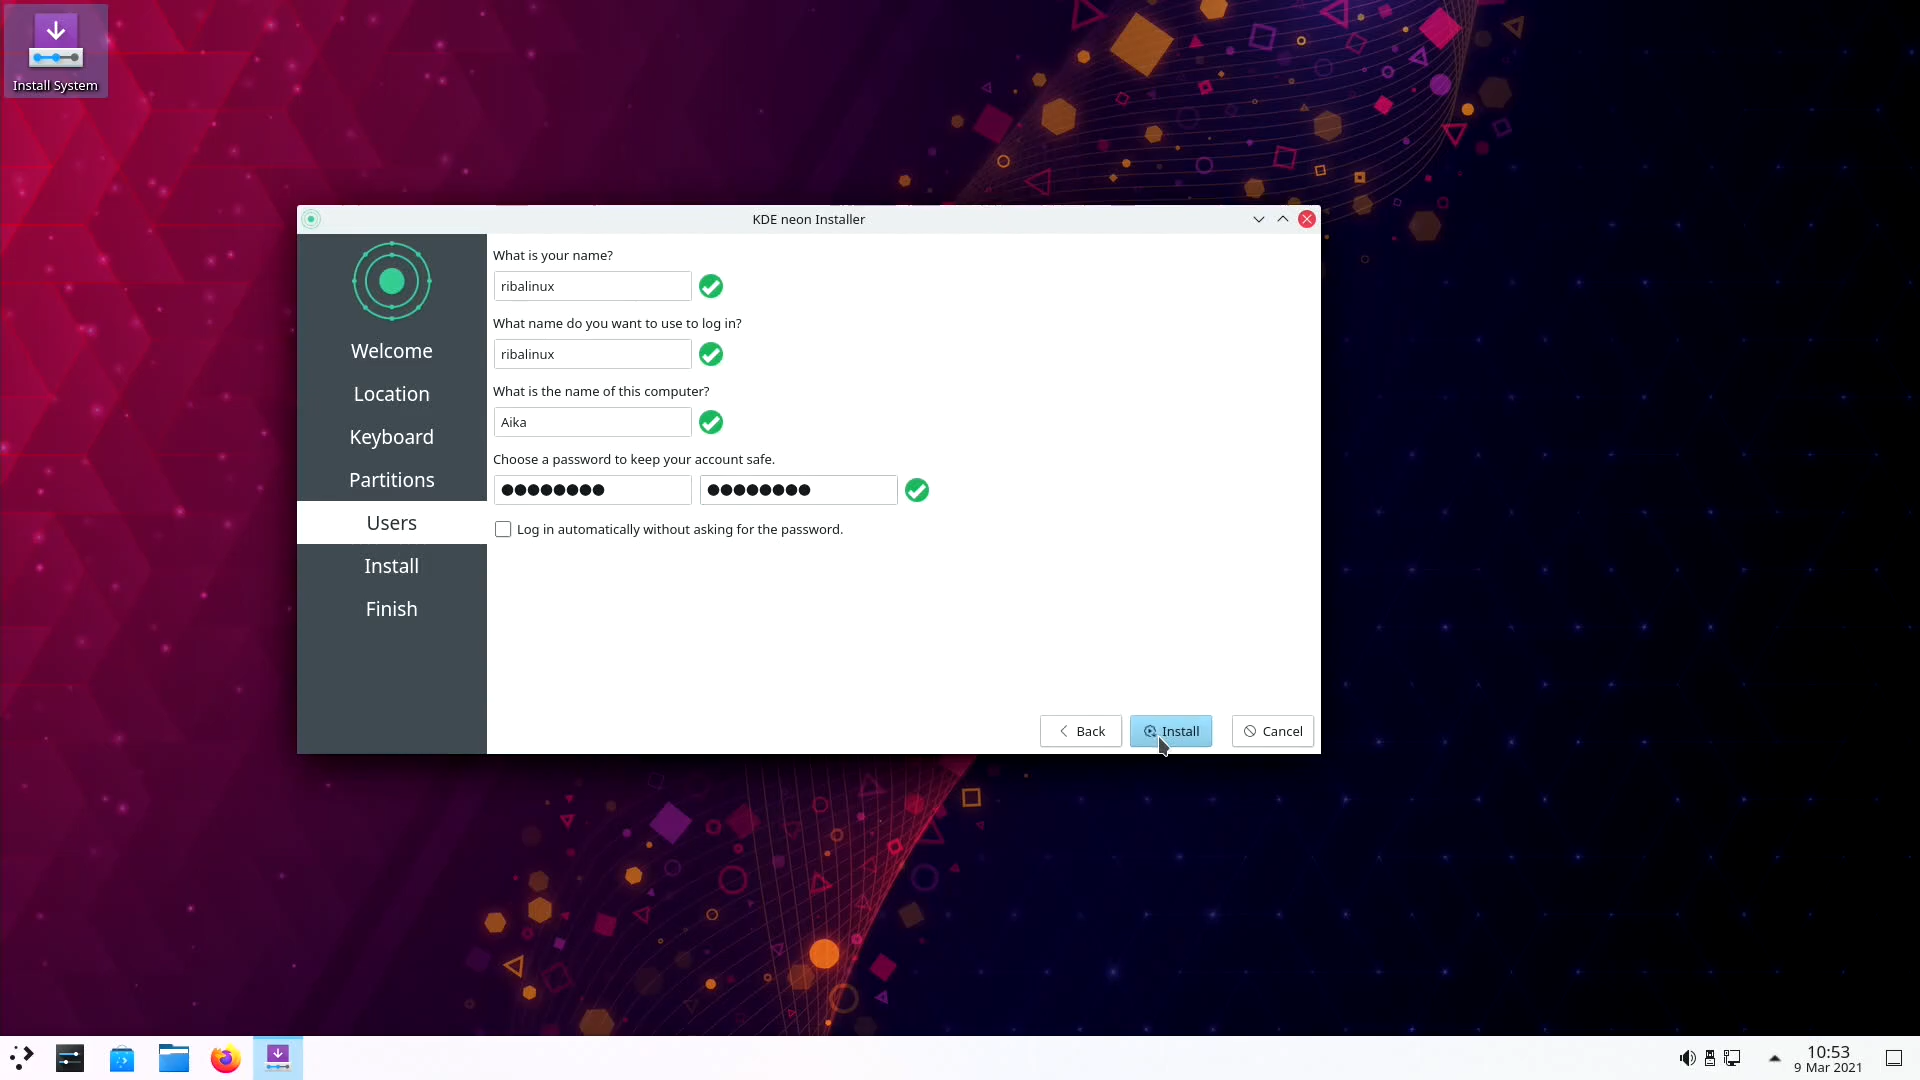 Install System
KDE neon Installer
What is your name?
ribalinux
What name do you want to use to log in?
ribalinux
What is the name of this computer?
Aika
Choose a password to keep your account safe.
●●●●●●●● ●●●●●●●●
Log in automatically without asking for the password.
Welcome
Location
Keyboard
Partitions
Users
Install
Finish
Back Install Cancel
10:53
9 Mar 2021